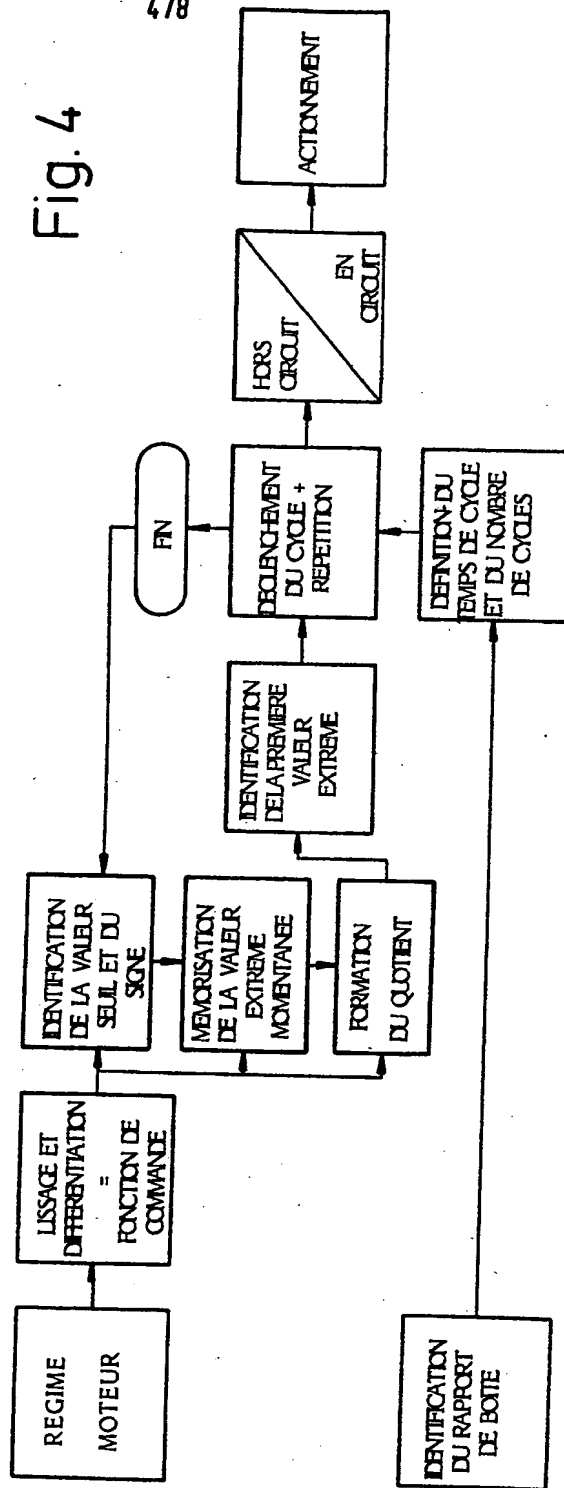 4/8
Fig. 4
REGIME
MOTEUR
LISSAGE ET
DIFFERENTIATION
=
FONCTION DE
COMMANDE
IDENTIFICATION
DE LA VALEUR
SEUIL ET DU
SIGNE
MEMORISATION
DE LA VALEUR
EXTREME
MOMENTANEE
FORMATION
DU QUOTIENT
IDENTIFICATION
DE LA PREMIERE
VALEUR
EXTREME
FIN
DECLENCHEMENT
DU CYCLE +
REPETITION
HORS
CIRCUIT
EN
CIRCUIT
ACTIONNEMENT
IDENTIFICATION
DU RAPPORT
DE BOITE
DEFINITION DU
TEMPS DE CYCLE
ET DU NOMBRE
DE CYCLES